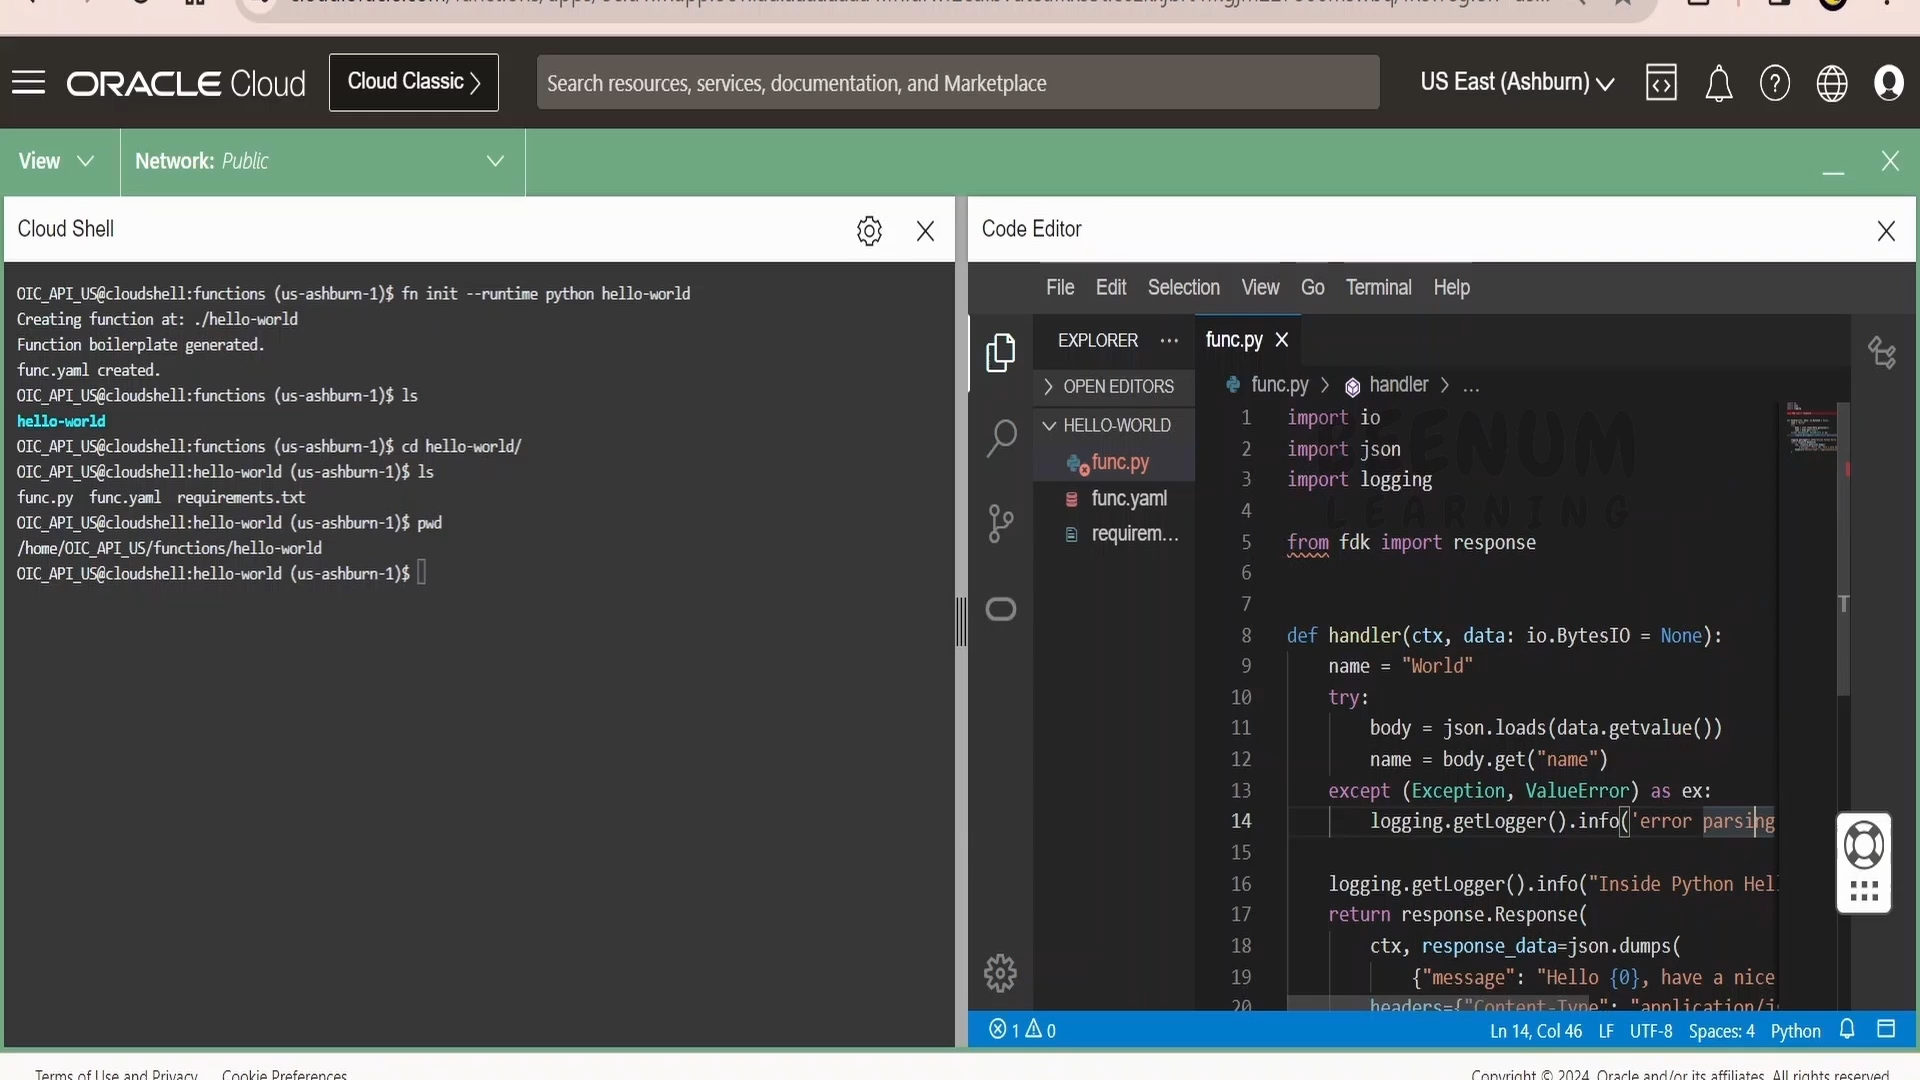 ORACLE Cloud
Cloud Classic
Search resources, services, documentation, and Marketplace
US East (Ashburn)
View
Network: Public
Cloud Shell
OIC_API_US@cloudshell:functions (us-ashburn-1)$ fn init --runtime python hello-world
Creating function at: ./hello-world
Function boilerplate generated.
func.yaml created.
OIC_API_US@cloudshell:functions (us-ashburn-1)$ ls
hello-world
OIC_API_US@cloudshell:functions (us-ashburn-1)$ cd hello-world/
OIC_API_US@cloudshell:hello-world (us-ashburn-1)$ ls
func.py  func.yaml  requirements.txt
OIC_API_US@cloudshell:hello-world (us-ashburn-1)$ pwd
/home/OIC_API_US/functions/hello-world
OIC_API_US@cloudshell:hello-world (us-ashburn-1)$
Code Editor
File Edit Selection View Go Terminal Help
EXPLORER ...
OPEN EDITORS
HELLO-WORLD
func.py
func.yaml
requirem...
func.py
func.py > handler > ...
1 import io
2 import json
3 import logging
4
5 from fdk import response
6
7
8 def handler(ctx, data: io.BytesIO = None):
9 name = "World"
10 try:
11 body = json.loads(data.getvalue())
12 name = body.get("name")
13 except (Exception, ValueError) as ex:
14 logging.getLogger().info('error parsing
15
16 logging.getLogger().info("Inside Python Hel
17 return response.Response(
18 ctx, response_data=json.dumps(
19 {"message": "Hello {0}, have a nice
20 headers={"Content-Type": "application/j
LEARNING
1 0
Ln 14, Col 46 LF UTF-8 Spaces: 4 Python
Terms of Use and Privacy Cookie Preferences
Copyright © 2024, Oracle and/or its affiliates. All rights reserved.